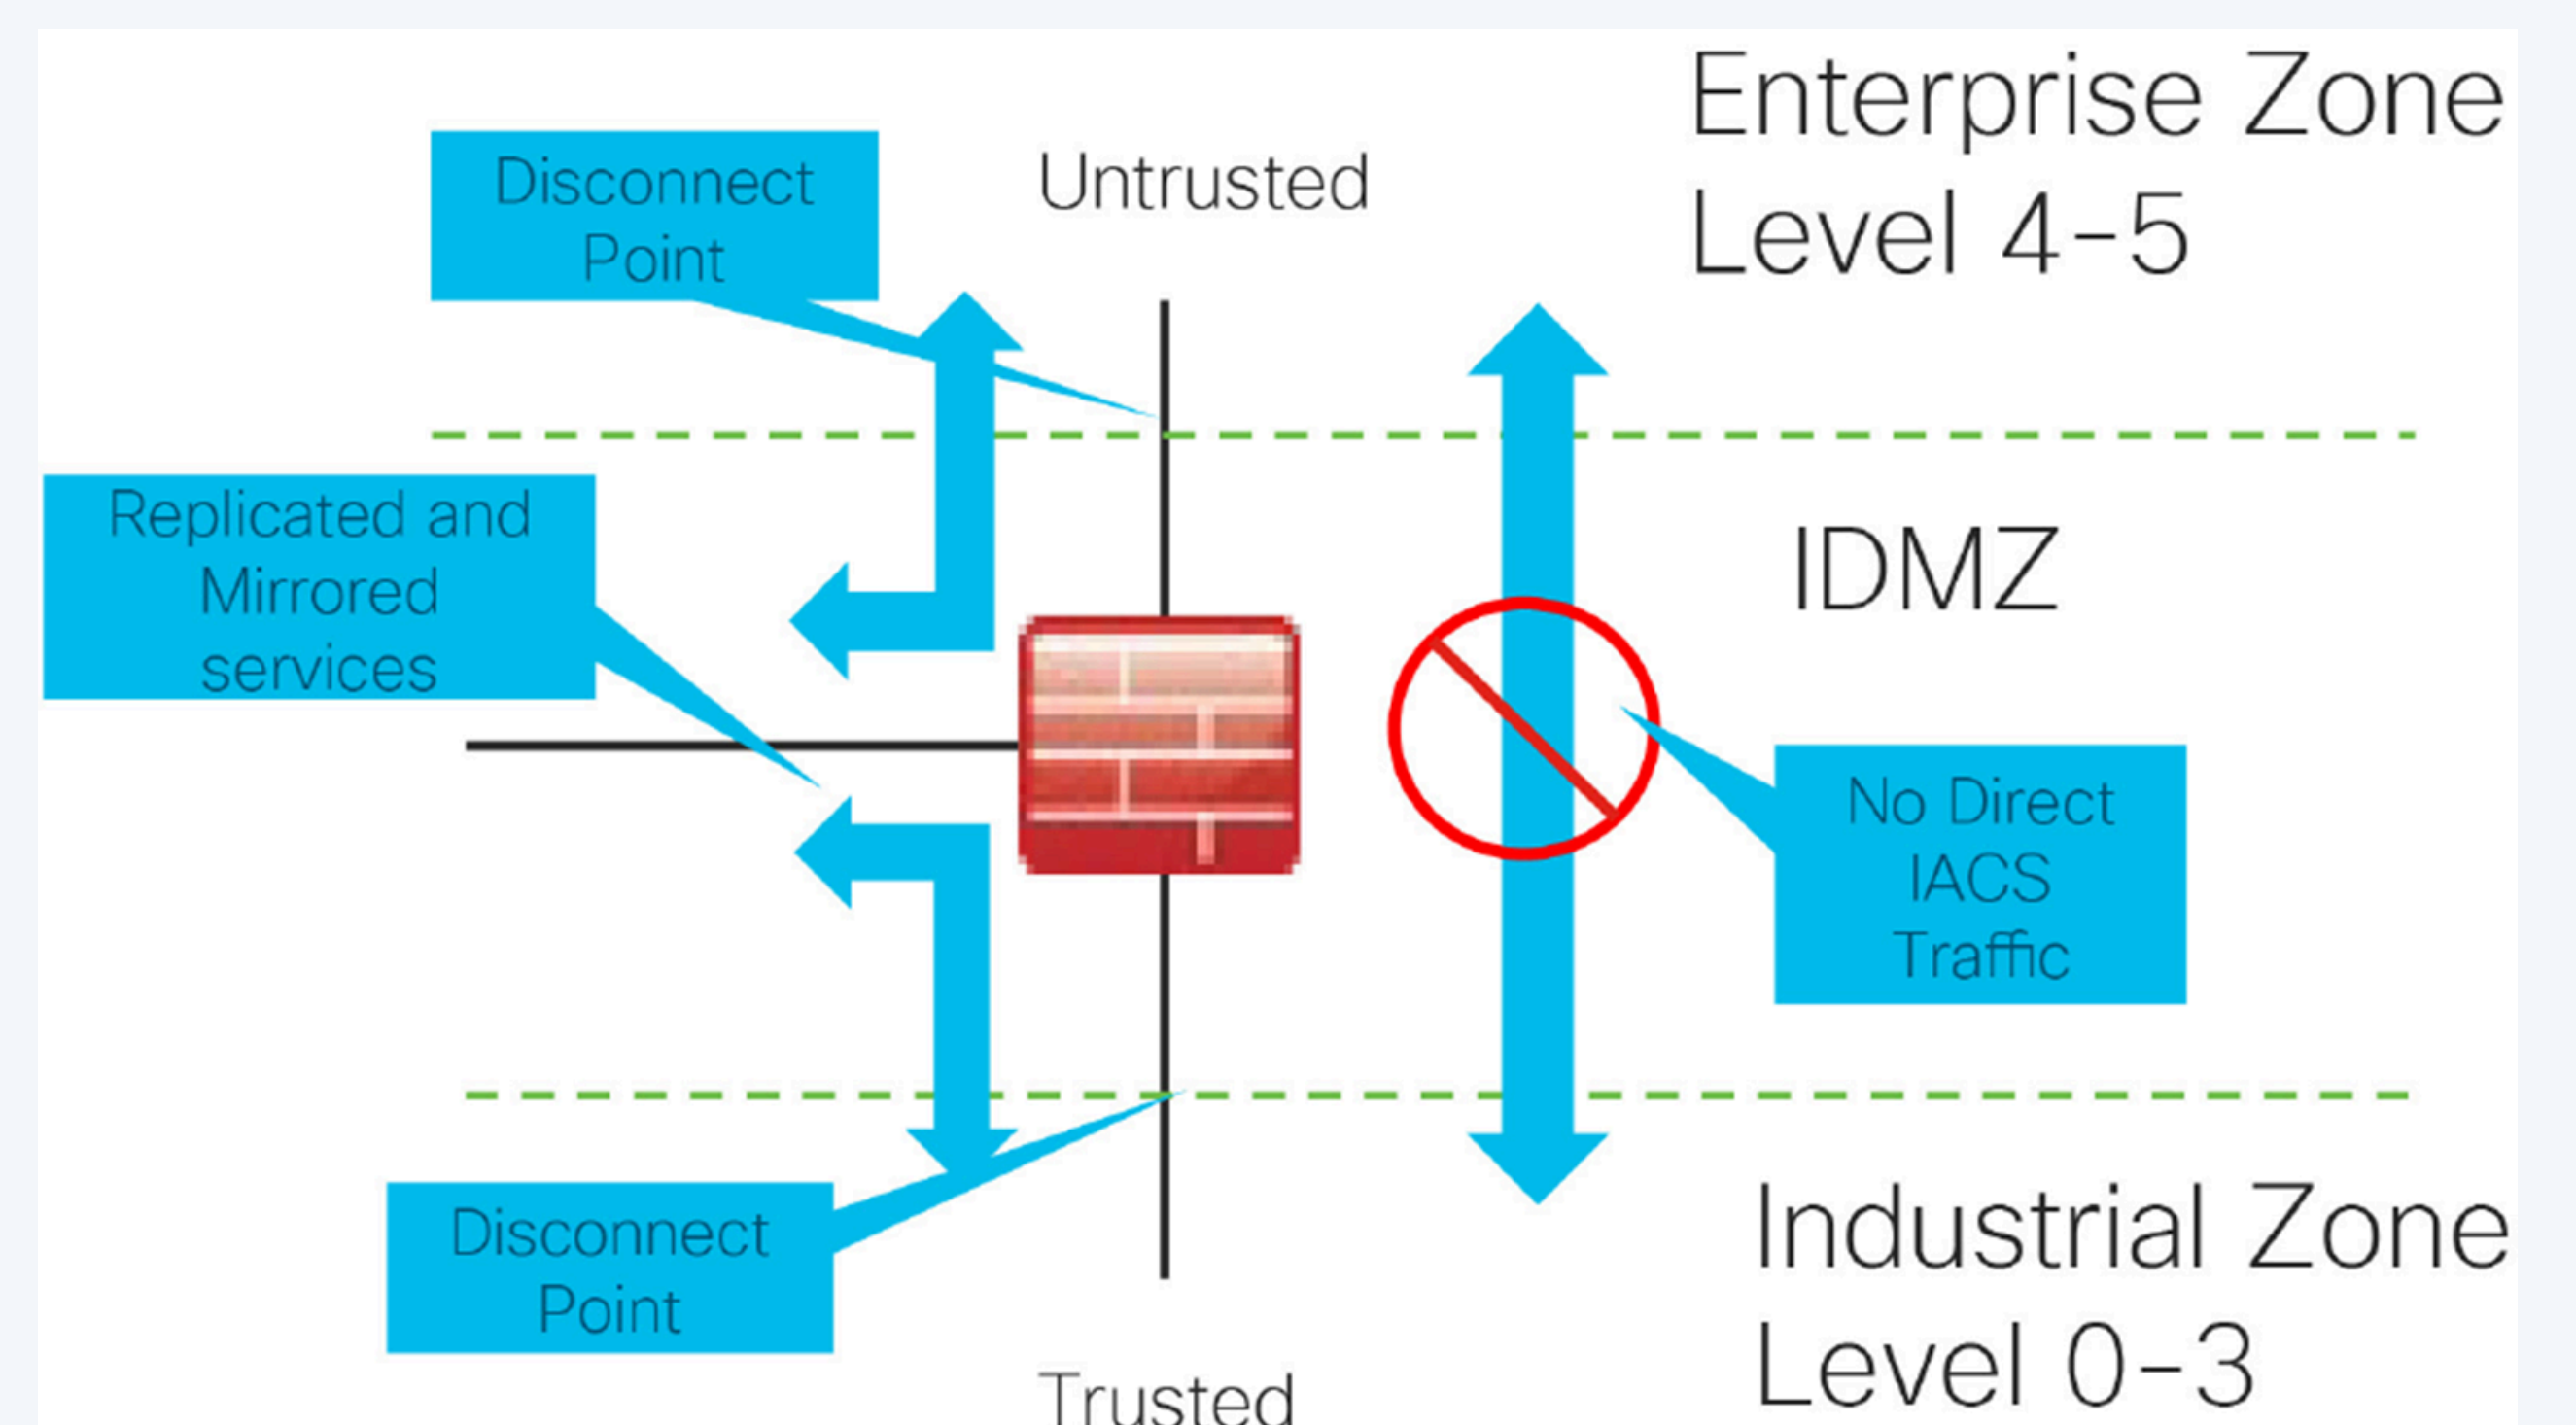 Enterprise Zone
Level 4-5
Disconnect
Point
Untrusted
Replicated and
Mirrored
services
IDMZ
No Direct
IACS
Traffic
Disconnect
Point
Industrial Zone
Level 0-3
Trusted